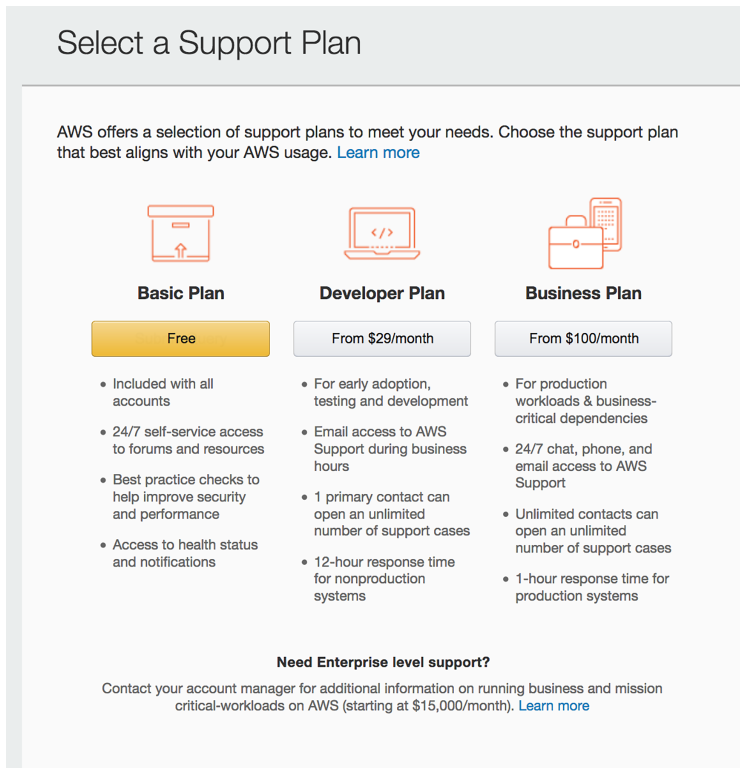 Select a Support Plan
AWS offers a selection of support plans to meet your needs. Choose the support plan
that best aligns with your AWS usage. Learn more
</>
Basic Plan
Free
• Included with all
accounts
• 24/7 self-service access
to forums and resources
• Best practice checks to
help improve security
and performance
• Access to health status
and notifications
Developer Plan
From $29/month
• For early adoption,
testing and development
• Email access to AWS
Support during business
hours
• 1 primary contact can
open an unlimited
number of support cases
• 12-hour response time
for nonproduction
systems
Business Plan
From $100/month
• For production
workloads & business-
critical dependencies
• 24/7 chat, phone, and
email access to AWS
Support
• Unlimited contacts can
open an unlimited
number of support cases
• 1-hour response time for
production systems
Need Enterprise level support?
Contact your account manager for additional information on running business and mission
critical-workloads on AWS (starting at $15,000/month). Learn more